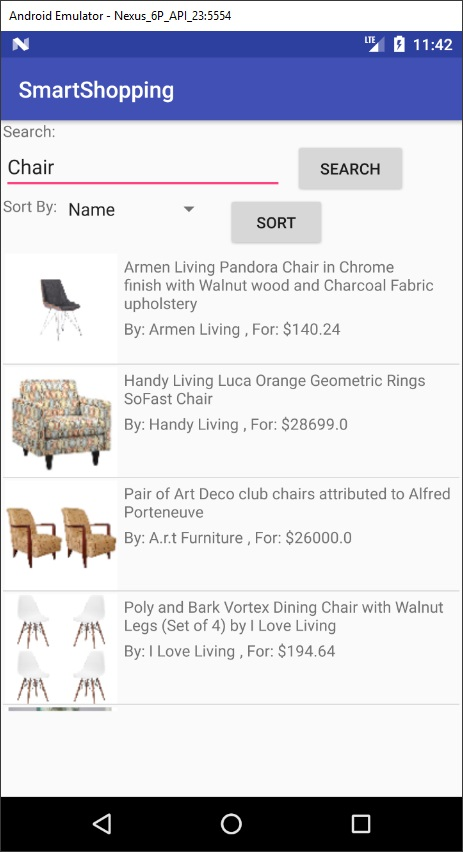 Android Emulator - Nexus_6P_API_23:5554
LTE 11:42
SmartShopping
Search:
Chair SEARCH
Sort By: Name SORT
Armen Living Pandora Chair in Chrome
finish with Walnut wood and Charcoal Fabric
upholstery
By: Armen Living , For: $140.24
Handy Living Luca Orange Geometric Rings
SoFast Chair
By: Handy Living , For: $28699.0
Pair of Art Deco club chairs attributed to Alfred
Porteneuve
By: A.r.t Furniture , For: $26000.0
Poly and Bark Vortex Dining Chair with Walnut
Legs (Set of 4) by I Love Living
By: I Love Living , For: $194.64